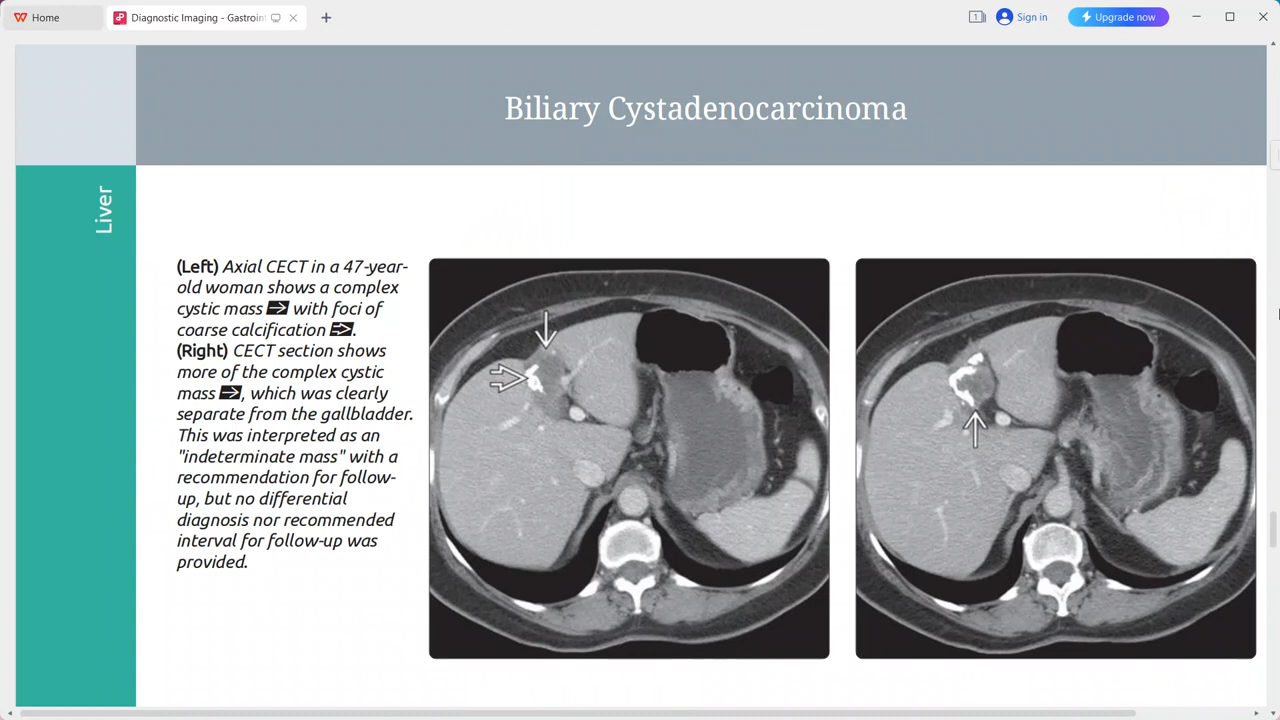 Home
Diagnostic Imaging - Gastroint
1
Sign in
Upgrade now
Biliary Cystadenocarcinoma
Liver
(Left) Axial CECT in a 47-year-
old woman shows a complex
cystic mass with foci of
coarse calcification .
(Right) CECT section shows
more of the complex cystic
mass , which was clearly
separate from the gallbladder.
This was interpreted as an
"indeterminate mass" with a
recommendation for follow-
up, but no differential
diagnosis nor recommended
interval for follow-up was
provided.